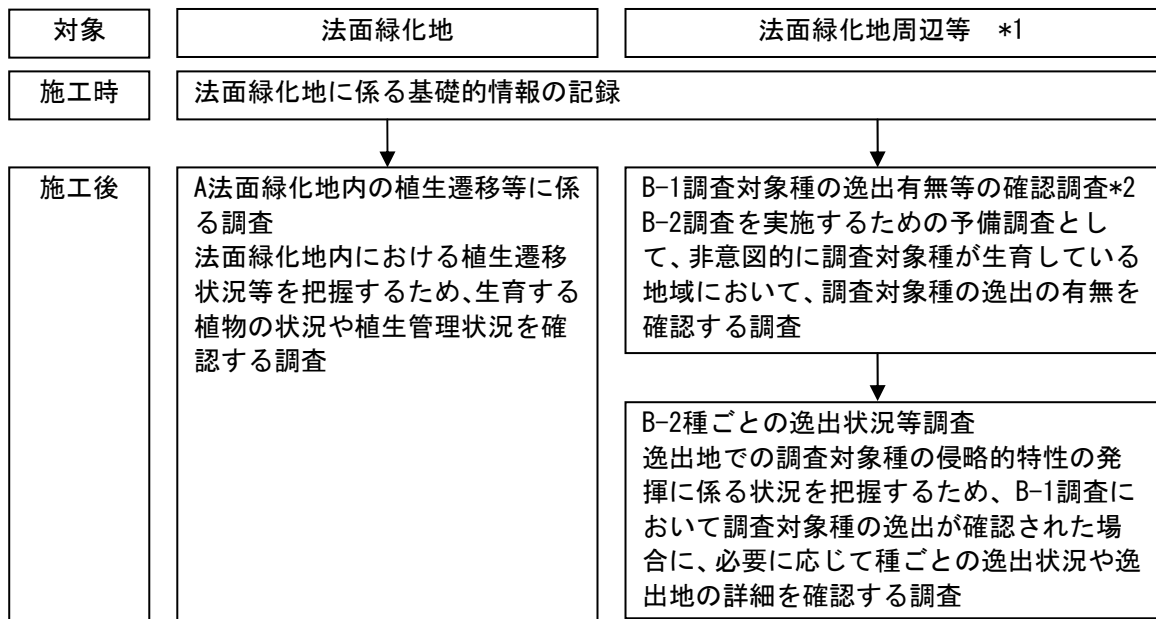 対象
法面緑化地
法面緑化地周辺等 *1
施工時
法面緑化地に係る基礎的情報の記録
施工後
A法面緑化地内の植生遷移等に係
る調査
法面緑化地内における植生遷移
状況等を把握するため、生育する
植物の状況や植生管理状況を確
認する調査
B-1調査対象種の逸出有無等の確認調査*2
B-2調査を実施するための予備調査とし
て、非意図的に調査対象種が生育している
地域において、調査対象種の逸出の有無を
確認する調査
B-2種ごとの逸出状況等調査
逸出地での調査対象種の侵略的特性の発
揮に係る状況を把握するため、B-1調査に
おいて調査対象種の逸出が確認された場
合に、必要に応じて種ごとの逸出状況や逸
出地の詳細を確認する調査